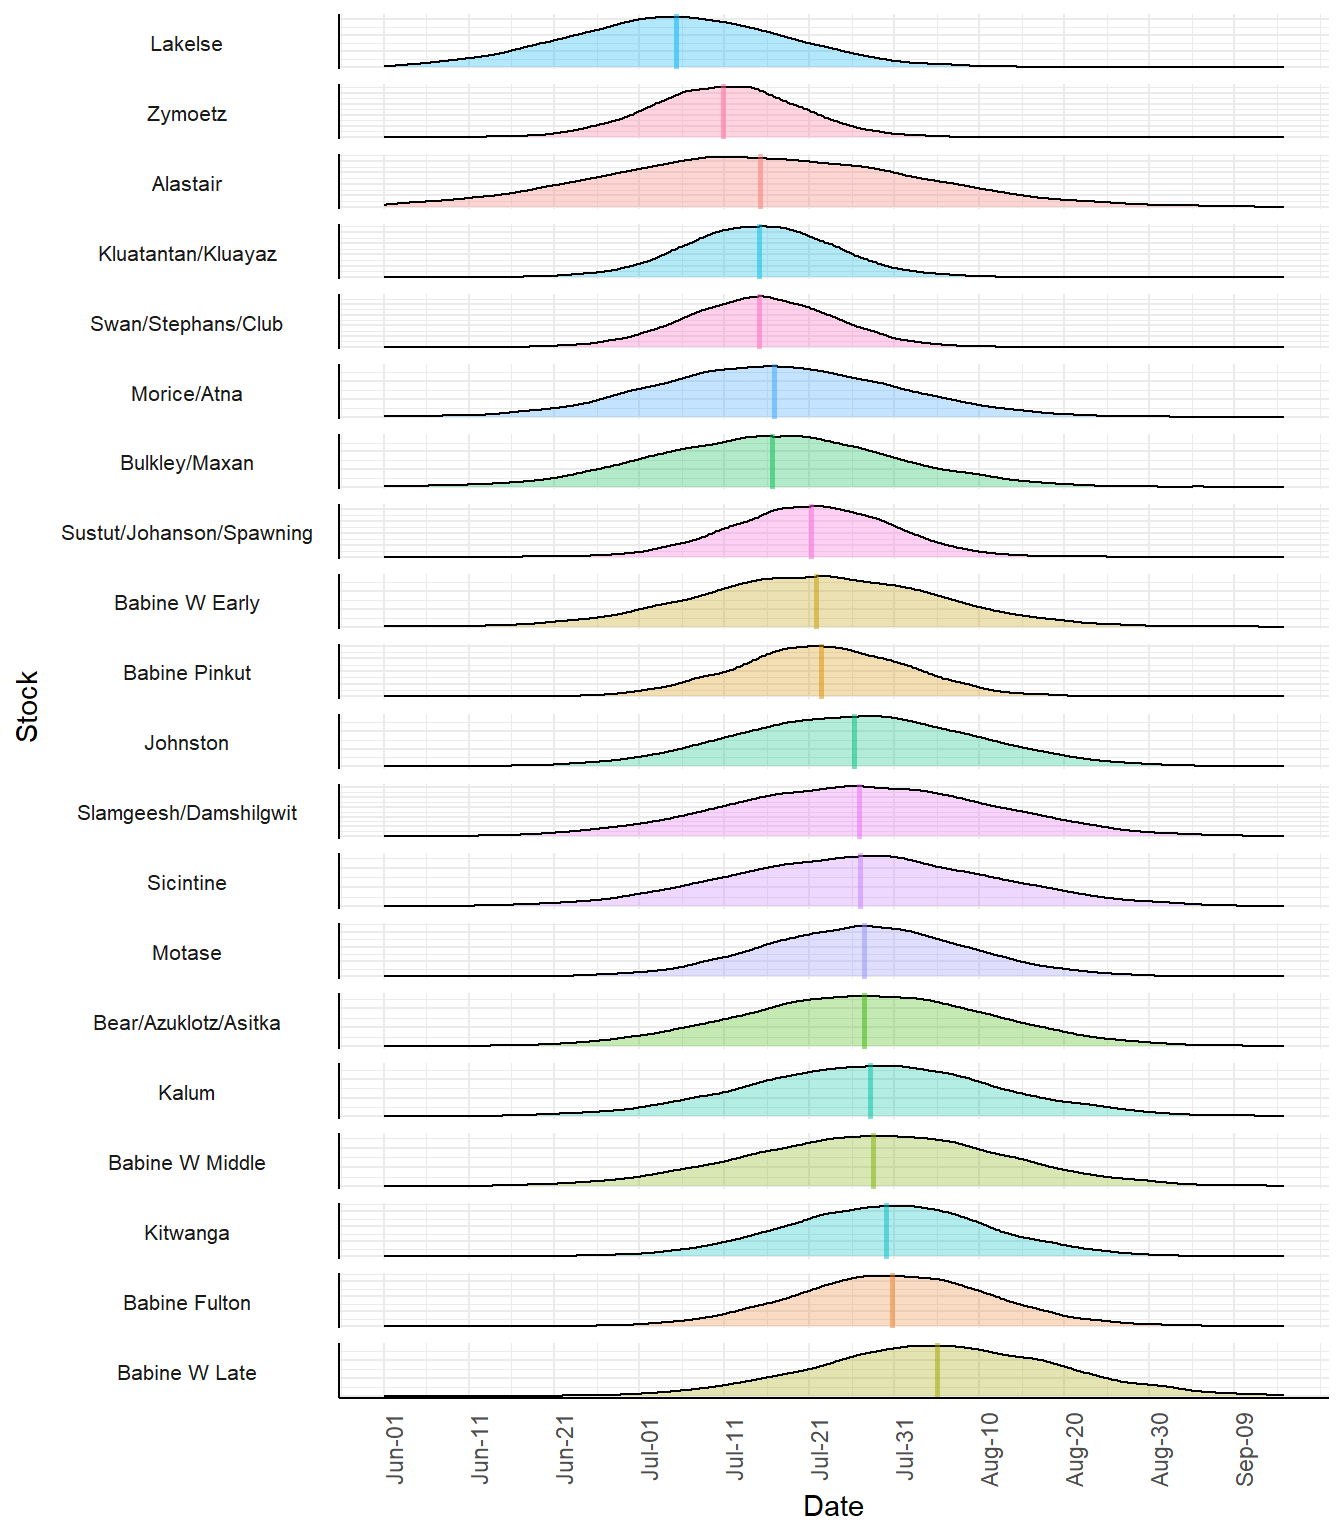 Lakelse
Zymoetz
Alastair
Kluatantan/Kluayaz
Swan/Stephans/Club
Morice/Atna
Bulkley/Maxan
Sustut/Johanson/Spawning
Babine W Early
Babine Pinkut
Johnston
Slamgeesh/Damshilgwit
Sicintine
Motase
Bear/Azuklotz/Asitka
Kalum
Babine W Middle
Kitwanga
Babine Fulton
Babine W Late
Stock
Jun-01
Jun-11
Jun-21
Jul-01
Jul-11
Jul-21
Jul-31
Aug-10
Aug-20
Aug-30
Sep-09
Date